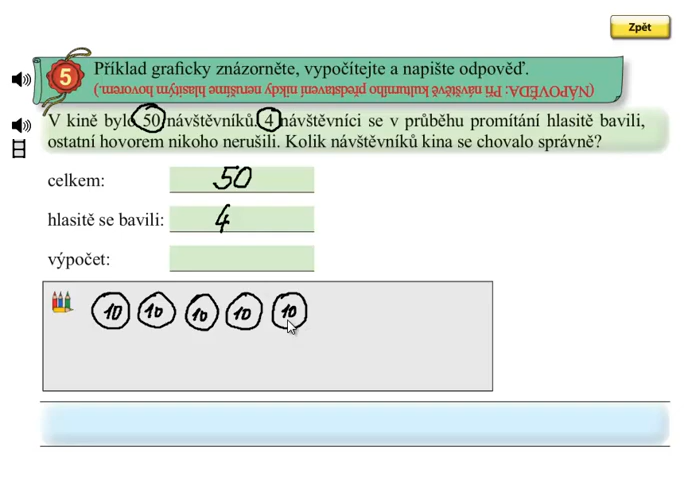 Zpět
5 Příklad graficky znázorněte, vypočítejte a napište odpověď.
(NÁPOVĚDA: Při návštěvě kulturního představení nikdy nerušíme hlasitým hovorem.)
V kině bylo 50 návštěvníků. 4 návštěvníci se v průběhu promítání hlasitě bavili,
ostatní hovorem nikoho nerušili. Kolik návštěvníků kina se chovalo správně?
celkem: 50
hlasitě se bavili: 4
výpočet:
10 10 10 10 10